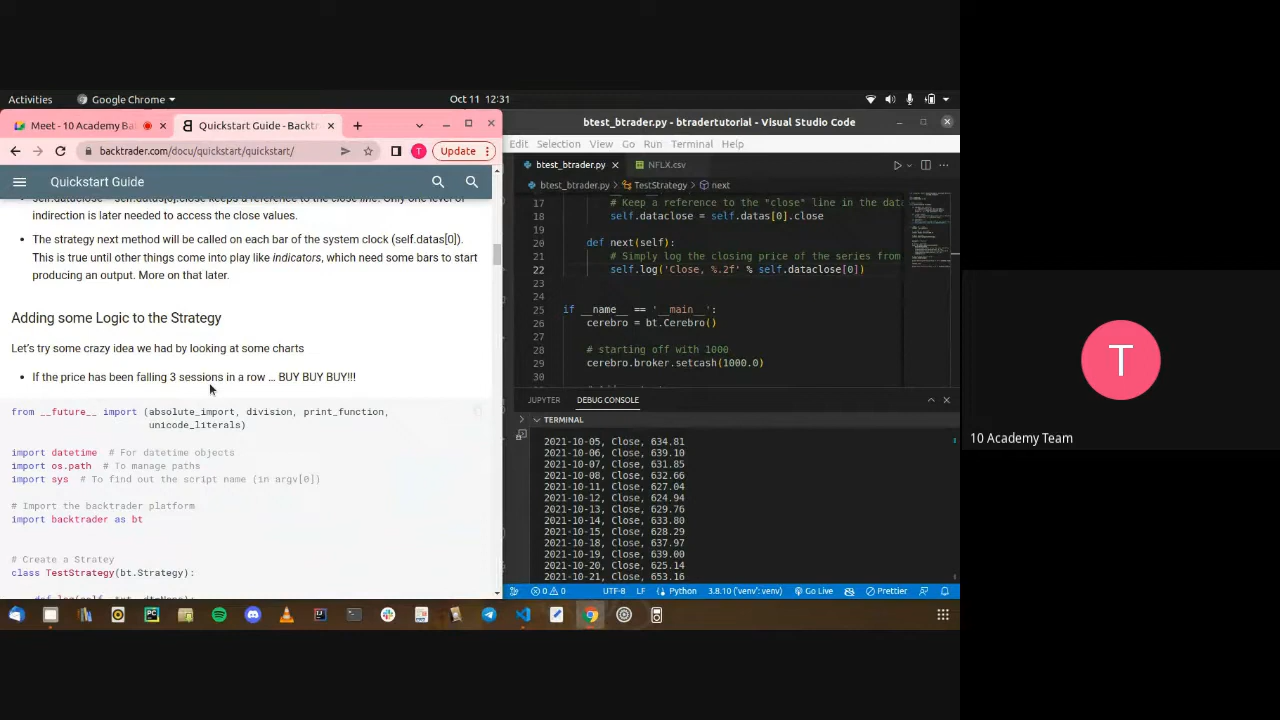 Activities
Google Chrome
Oct 11 12:31
Meet - 10 Academy Ba
Quickstart Guide - Backtr
backtrader.com/docu/quickstart/quickstart/
Update
Quickstart Guide
indirection is later needed to access the close values.
The strategy next method will be called on each bar of the system clock (self.datas[0]).
This is true until other things come into play like indicators, which need some bars to start
producing an output. More on that later.
Adding some Logic to the Strategy
Let's try some crazy idea we had by looking at some charts
If the price has been falling 3 sessions in a row ... BUY BUY BUY!!!
from __future__ import (absolute_import, division, print_function,
unicode_literals)
import datetime # For datetime objects
import os.path # To manage paths
import sys # To find out the script name (in argv[0])
# Import the backtrader platform
import backtrader as bt
# Create a Stratey
class TestStrategy(bt.Strategy):
btest_btrader.py - btradertutorial - Visual Studio Code
Edit Selection View Go Run Terminal Help
btest_btrader.py
NFLX.csv
btest_btrader.py > TestStrategy > next
17 # Keep a reference to the "close" line in the data
18 self.dataclose = self.datas[0].close
19
20 def next(self):
21 # Simply log the closing price of the series from
22 self.log('Close, %.2f' % self.dataclose[0])
23
24
25 if __name__ == '__main__':
26 cerebro = bt.Cerebro()
27
28 # starting off with 1000
29 cerebro.broker.setcash(1000.0)
30
JUPYTER DEBUG CONSOLE
TERMINAL
2021-10-05, Close, 634.81
2021-10-06, Close, 639.10
2021-10-07, Close, 631.85
2021-10-08, Close, 632.66
2021-10-11, Close, 627.04
2021-10-12, Close, 624.94
2021-10-13, Close, 629.76
2021-10-14, Close, 633.80
2021-10-15, Close, 628.29
2021-10-18, Close, 637.97
2021-10-19, Close, 639.00
2021-10-20, Close, 625.14
2021-10-21, Close, 653.16
0 0 UTF-8 LF Python 3.8.10 ('venv': venv) Go Live Prettier
T
10 Academy Team